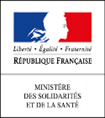 Liberté • Égalité • Fraternité
RÉPUBLIQUE FRANÇAISE
MINISTÈRE
DES SOLIDARITÉS
ET DE LA SANTÉ